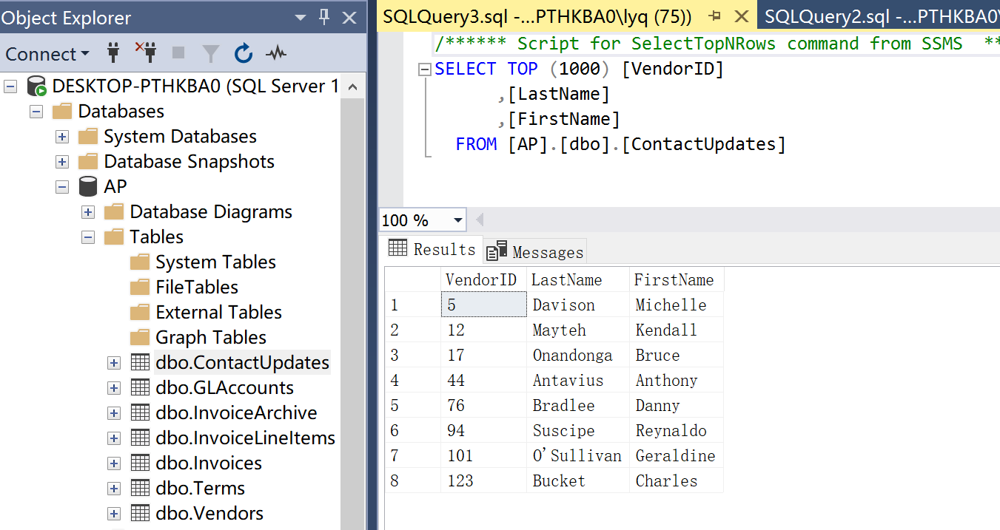 Object Explorer
Connect
DESKTOP-PTHKBA0 (SQL Server 1
Databases
System Databases
Database Snapshots
AP
Database Diagrams
Tables
System Tables
FileTables
External Tables
Graph Tables
dbo.ContactUpdates
dbo.GLAccounts
dbo.InvoiceArchive
dbo.InvoiceLineItems
dbo.Invoices
dbo.Terms
dbo.Vendors
SQLQuery3.sql -...PTHKBA0\lyq (75)) SQLQuery2.sql -...PTHKBA0\
/****** Script for SelectTopNRows command from SSMS **
SELECT TOP (1000) [VendorID]
,[LastName]
,[FirstName]
FROM [AP].[dbo].[ContactUpdates]
100 %
Results Messages
VendorID LastName FirstName
1 5 Davison Michelle
2 12 Mayteh Kendall
3 17 Onandonga Bruce
4 44 Antavius Anthony
5 76 Bradlee Danny
6 94 Suscipe Reynaldo
7 101 O'Sullivan Geraldine
8 123 Bucket Charles